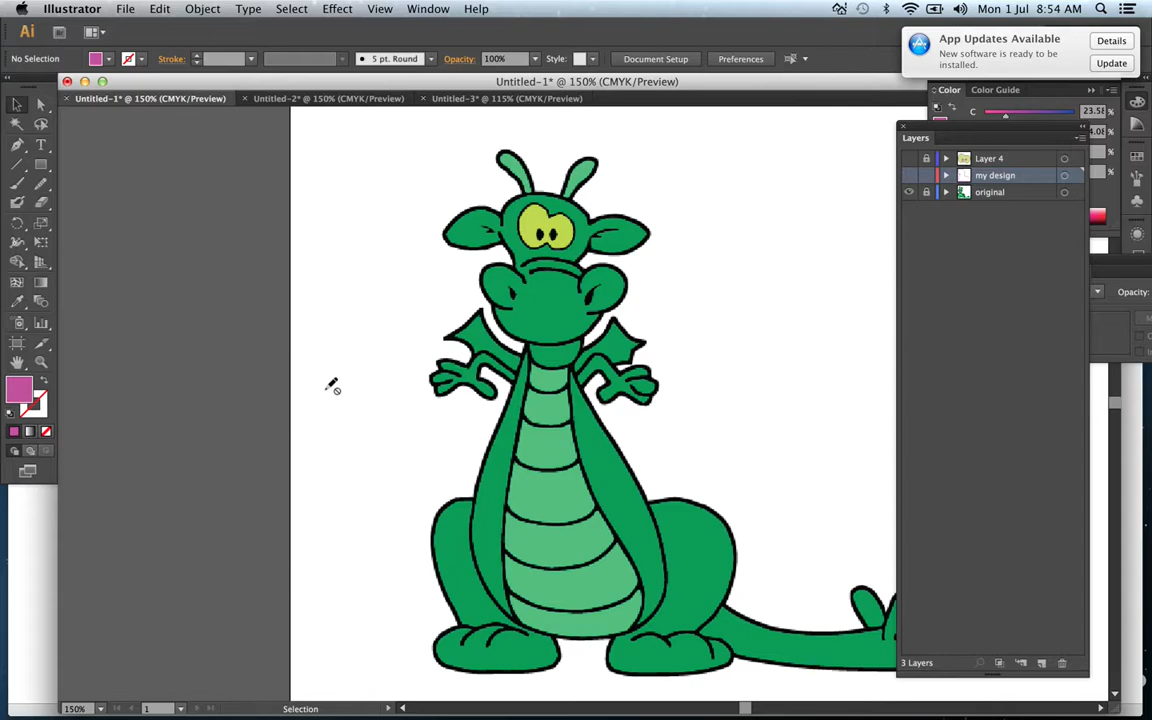 Illustrator File Edit Object Type Select Effect View Window Help Mon 1 Jul 8:54 AM
Ai Br
App Updates Available
New software is ready to be installed.
Details
Update
No Selection Stroke: 5 pt. Round Opacity: 100% Style: Document Setup Preferences
Untitled-1* @ 150% (CMYK/Preview)
× Untitled-1* @ 150% (CMYK/Preview) × Untitled-2* @ 150% (CMYK/Preview) × Untitled-3* @ 115% (CMYK/Preview)
Color Color Guide
C 23.58 %
%
Layers
Layer 4
my design
original
Opacity:
3 Layers
150% 1 Selection